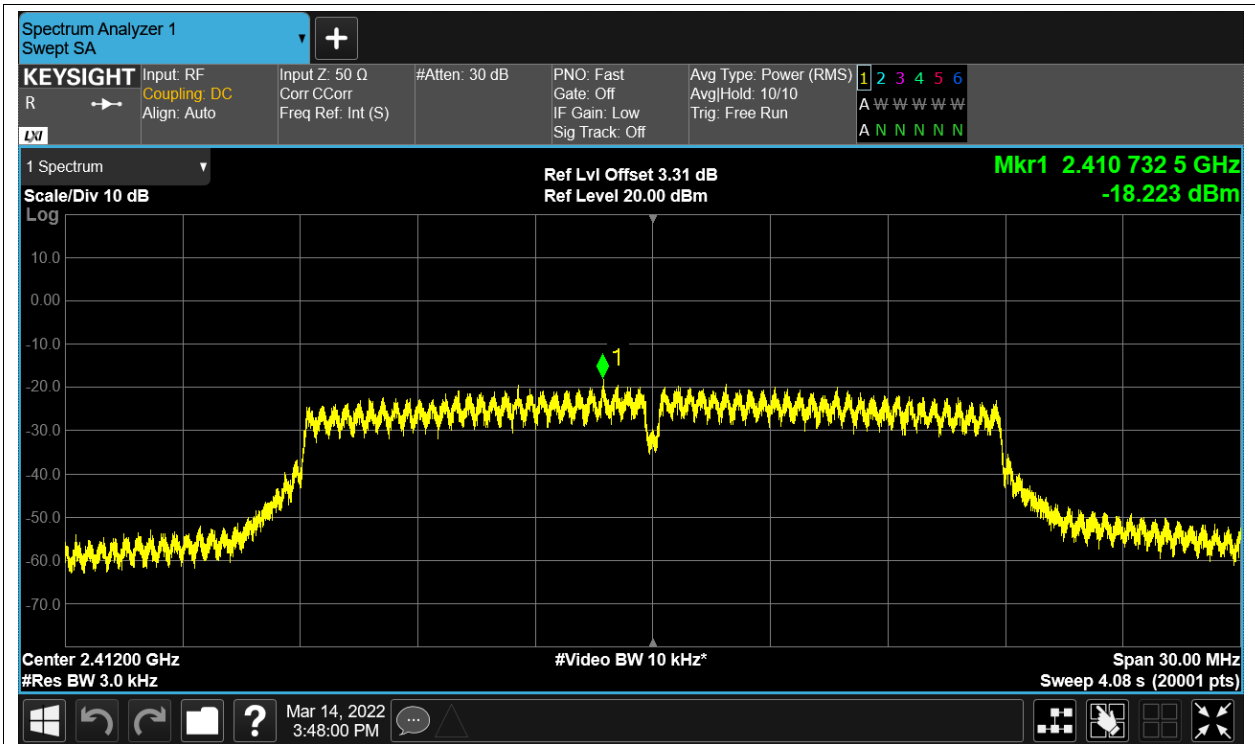 Spectrum Analyzer 1
Swept SA
KEYSIGHT
R
LXI
Input: RF
Coupling: DC
Align: Auto
Input Z: 50 Ω
Corr CCorr
Freq Ref: Int (S)
#Atten: 30 dB
PNO: Fast
Gate: Off
IF Gain: Low
Sig Track: Off
Avg Type: Power (RMS)
Avg|Hold: 10/10
Trig: Free Run
1 2 3 4 5 6
A W W W W W
A N N N N N
1 Spectrum
Scale/Div 10 dB
Log
Ref Lvl Offset 3.31 dB
Ref Level 20.00 dBm
Mkr1 2.410 732 5 GHz
-18.223 dBm
10.0
0.00
-10.0
1
-20.0
-30.0
-40.0
-50.0
-60.0
-70.0
Center 2.41200 GHz
#Res BW 3.0 kHz
#Video BW 10 kHz*
Span 30.00 MHz
Sweep 4.08 s (20001 pts)
?
Mar 14, 2022
3:48:00 PM